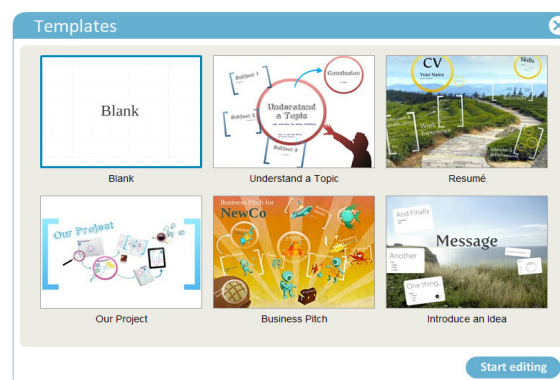 Templates
Blank
Blank
Subject 1
Conclusion
Understand
a Topic
Subject 2
Subject 3
Understand a Topic
CV
Your Name
Skills
Work
Experience
Resumé
Our Project
Our Project
Business Pitch for
NewCo
Business Pitch
And Finally
Message
Another
One thing...
Introduce an Idea
Start editing